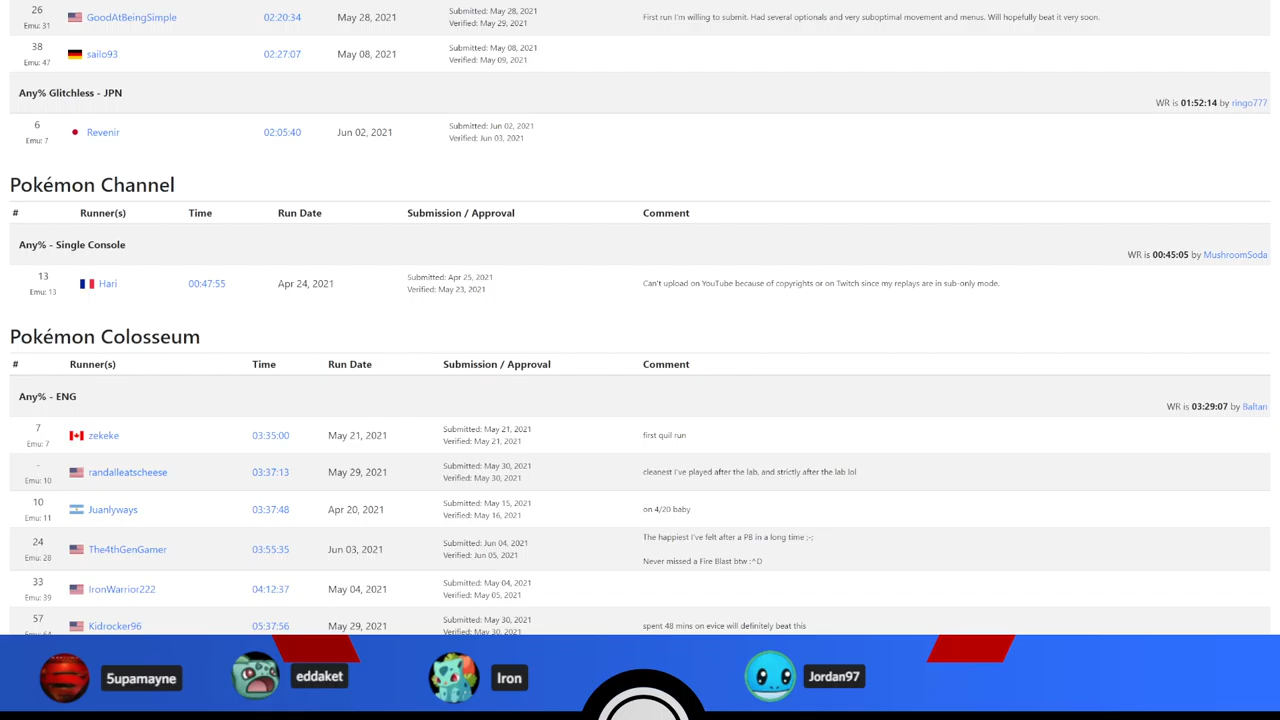 26
Emu: 31
GoodAtBeingSimple
02:20:34
May 28, 2021
Submitted: May 28, 2021
Verified: May 29, 2021
First run I'm willing to submit. Had several optionals and very suboptimal movement and menus. Will hopefully beat it very soon.
38
Emu: 47
sailo93
02:27:07
May 08, 2021
Submitted: May 08, 2021
Verified: May 09, 2021
Any% Glitchless - JPN
WR is 01:52:14 by ringo777
6
Emu: 7
Revenir
02:05:40
Jun 02, 2021
Submitted: Jun 02, 2021
Verified: Jun 03, 2021
Pokémon Channel
# Runner(s) Time Run Date Submission / Approval Comment
Any% - Single Console
WR is 00:45:05 by MushroomSoda
13
Emu: 13
Hari
00:47:55
Apr 24, 2021
Submitted: Apr 25, 2021
Verified: May 23, 2021
Can't upload on YouTube because of copyrights or on Twitch since my replays are in sub-only mode.
Pokémon Colosseum
# Runner(s) Time Run Date Submission / Approval Comment
Any% - ENG
WR is 03:29:07 by Baltan
7
Emu: 7
zekeke
03:35:00
May 21, 2021
Submitted: May 21, 2021
Verified: May 21, 2021
first quil run
-
Emu: 10
randalleatscheese
03:37:13
May 29, 2021
Submitted: May 30, 2021
Verified: May 30, 2021
cleanest I've played after the lab, and strictly after the lab lol
10
Emu: 11
Juanlyways
03:37:48
Apr 20, 2021
Submitted: May 15, 2021
Verified: May 16, 2021
on 4/20 baby
24
Emu: 28
The4thGenGamer
03:55:35
Jun 03, 2021
Submitted: Jun 04, 2021
Verified: Jun 05, 2021
The happiest I've felt after a PB in a long time ;-;
Never missed a Fire Blast btw :^D
33
Emu: 39
IronWarrior222
04:12:37
May 04, 2021
Submitted: May 04, 2021
Verified: May 05, 2021
57
Emu: 64
Kidrocker96
05:37:56
May 29, 2021
Submitted: May 30, 2021
Verified: May 30, 2021
spent 48 mins on evice will definitely beat this
5upamayne
eddaket
Iron
Jordan97